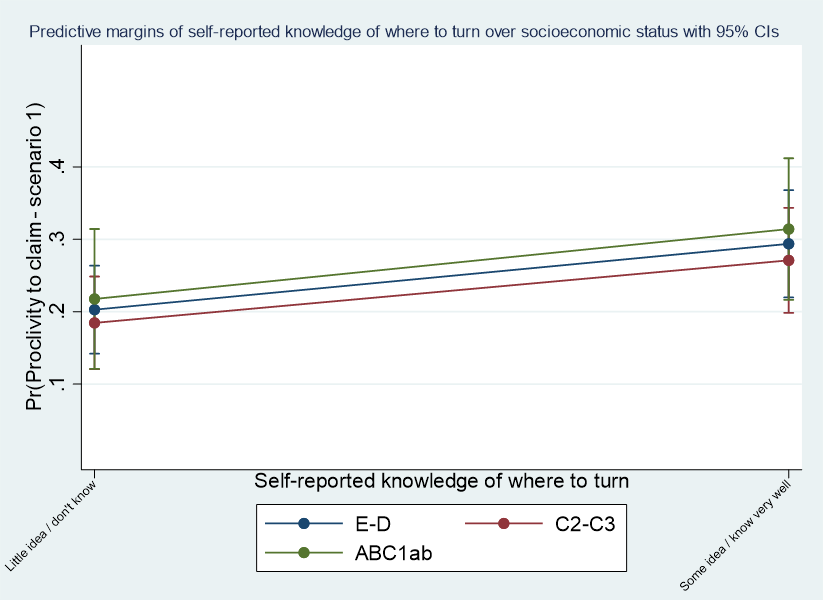 Predictive margins of self-reported knowledge of where to turn over socioeconomic status with 95% CIs
Pr(Proclivity to claim - scenario 1)
.4
.3
.2
.1
Little idea / don't know
Some idea / know very well
Self-reported knowledge of where to turn
E-D
C2-C3
ABC1ab